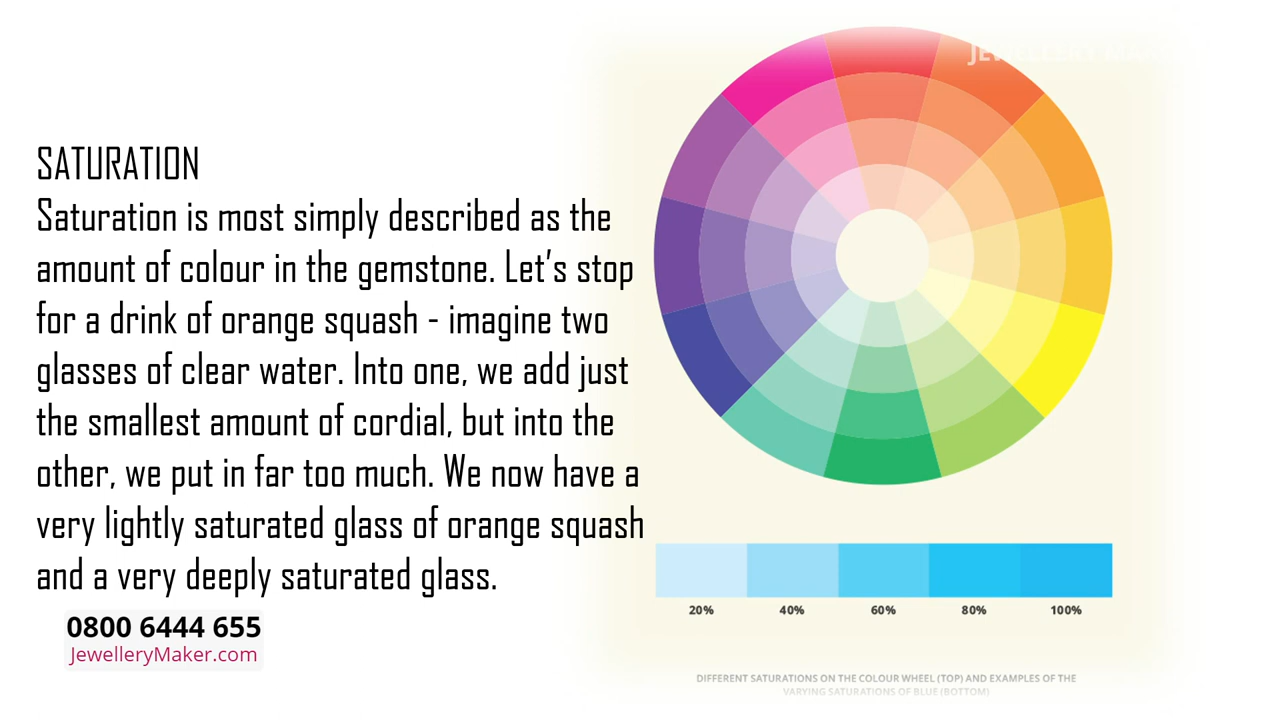 JEWELLERY MAKER
SATURATION
Saturation is most simply described as the
amount of colour in the gemstone. Let’s stop
for a drink of orange squash - imagine two
glasses of clear water. Into one, we add just
the smallest amount of cordial, but into the
other, we put in far too much. We now have a
very lightly saturated glass of orange squash
and a very deeply saturated glass.
0800 6444 655
JewelleryMaker.com
20% 40% 60% 80% 100%
DIFFERENT SATURATIONS ON THE COLOUR WHEEL (TOP) AND EXAMPLES OF THE
VARYING SATURATIONS OF BLUE (BOTTOM)